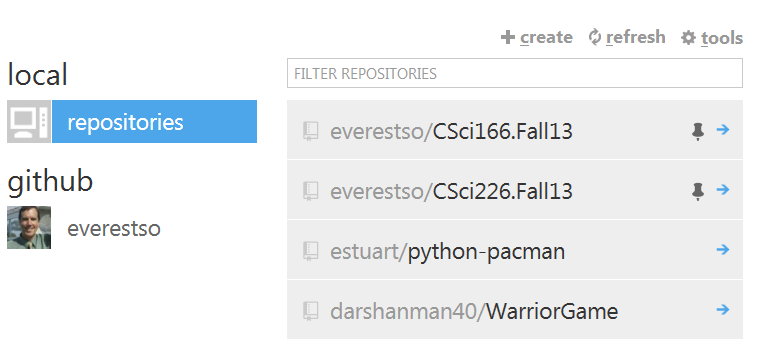 create refresh tools
local
FILTER REPOSITORIES
repositories
everestso/CSci166.Fall13
github
everestso/CSci226.Fall13
everestso
estuart/python-pacman
darshanman40/WarriorGame